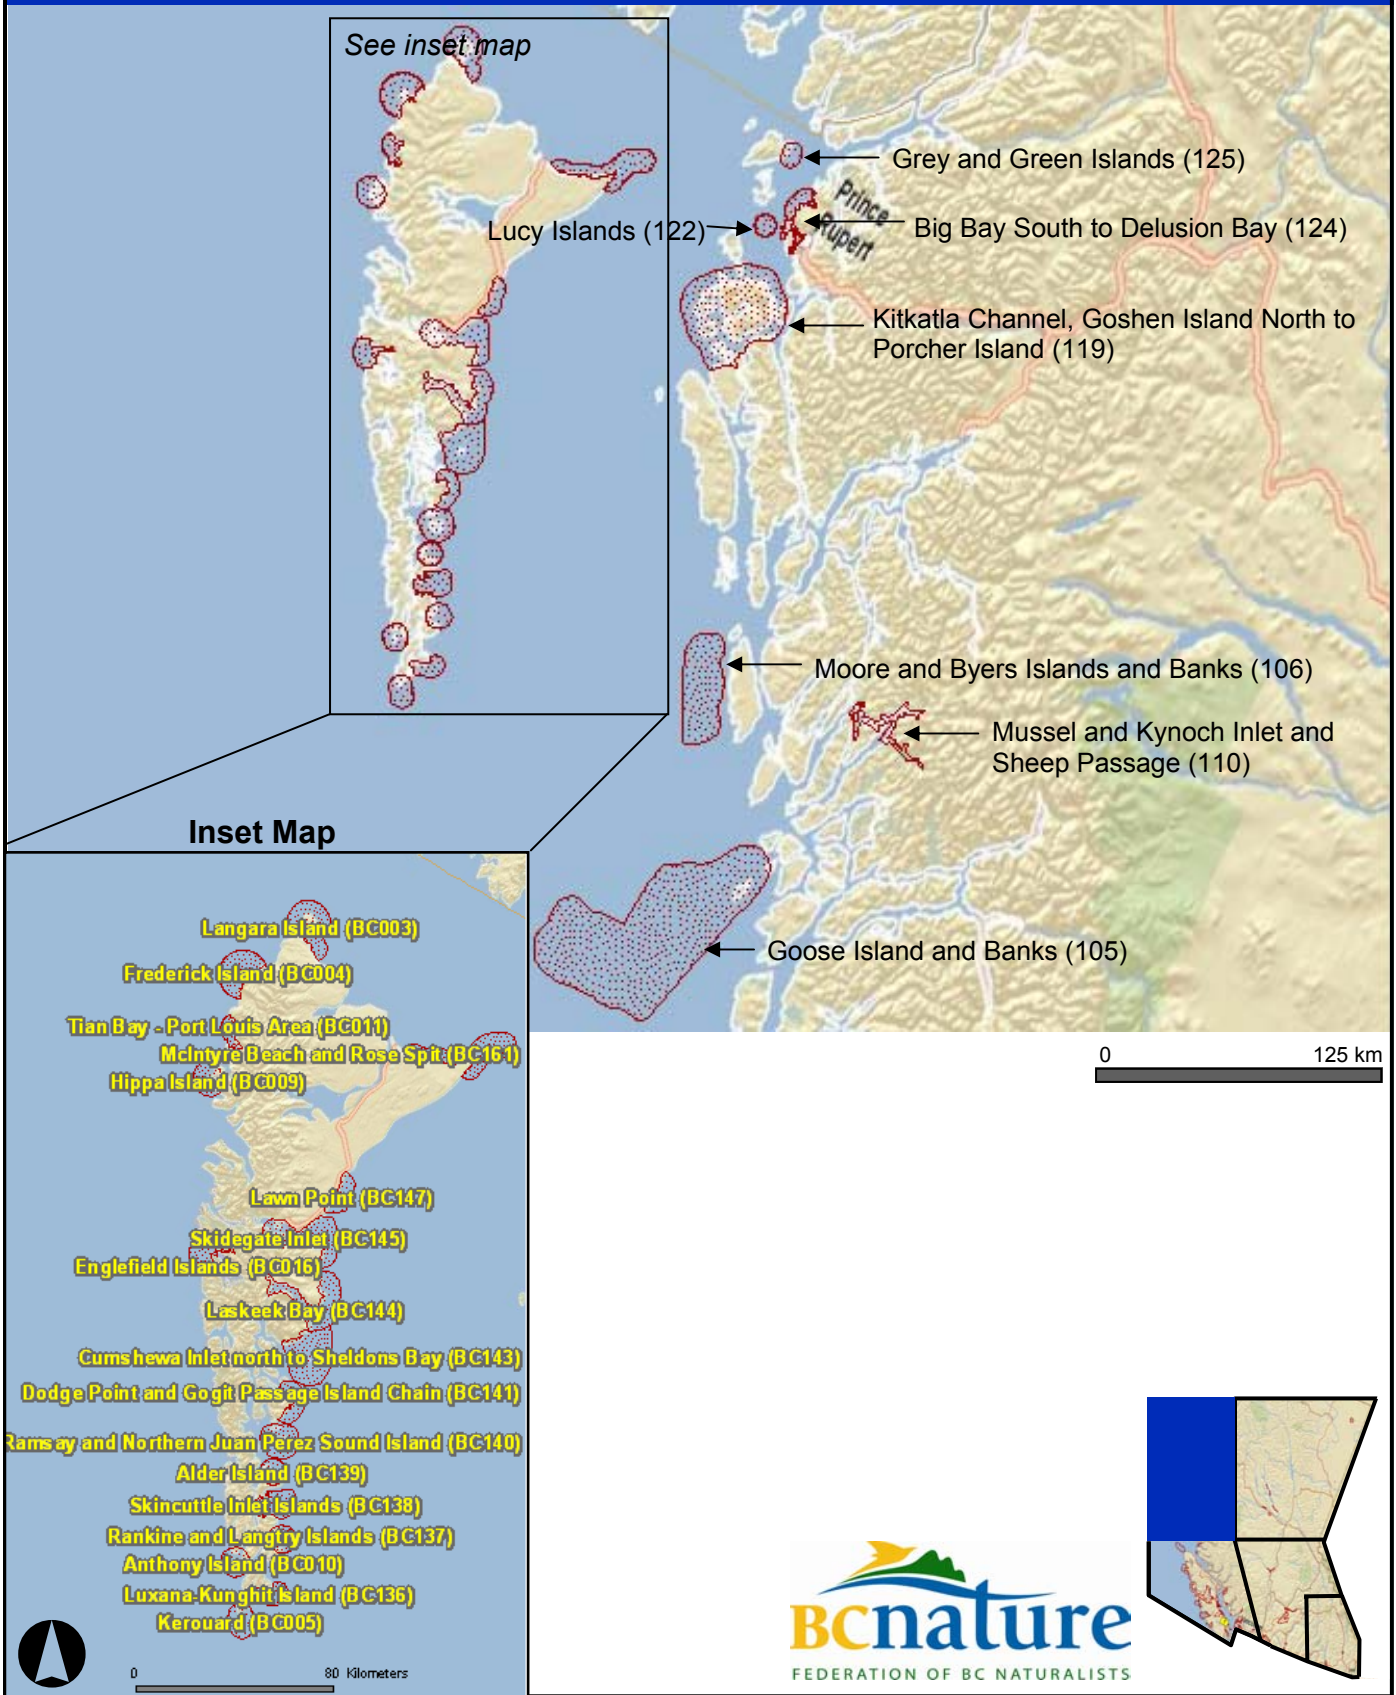 See inset map
Grey and Green Islands (125)
Prince
Rupert
Lucy Islands (122)
Big Bay South to Delusion Bay (124)
Kitkatla Channel, Goshen Island North to
Porcher Island (119)
Moore and Byers Islands and Banks (106)
Mussel and Kynoch Inlet and
Sheep Passage (110)
Goose Island and Banks (105)
Inset Map
Langara Island (BC003)
Frederick Island (BC004)
Tian Bay - Port Louis Area (BC011)
McIntyre Beach and Rose Spit (BC161)
Hippa Island (BC009)
Lawn Point (BC147)
Skidegate Inlet (BC145)
Englefield Islands (BC016)
Laskeek Bay (BC144)
Cumshewa Inlet north to Sheldons Bay (BC143)
Dodge Point and Gogit Passage Island Chain (BC141)
Ramsay and Northern Juan Perez Sound Island (BC140)
Alder Island (BC139)
Skincuttle Inlet Islands (BC138)
Rankine and Langtry Islands (BC137)
Anthony Island (BC010)
Luxana-Kunghit Island (BC136)
Kerouard (BC005)
0 80 Kilometers
0 125 km
BCnature
FEDERATION OF BC NATURALISTS